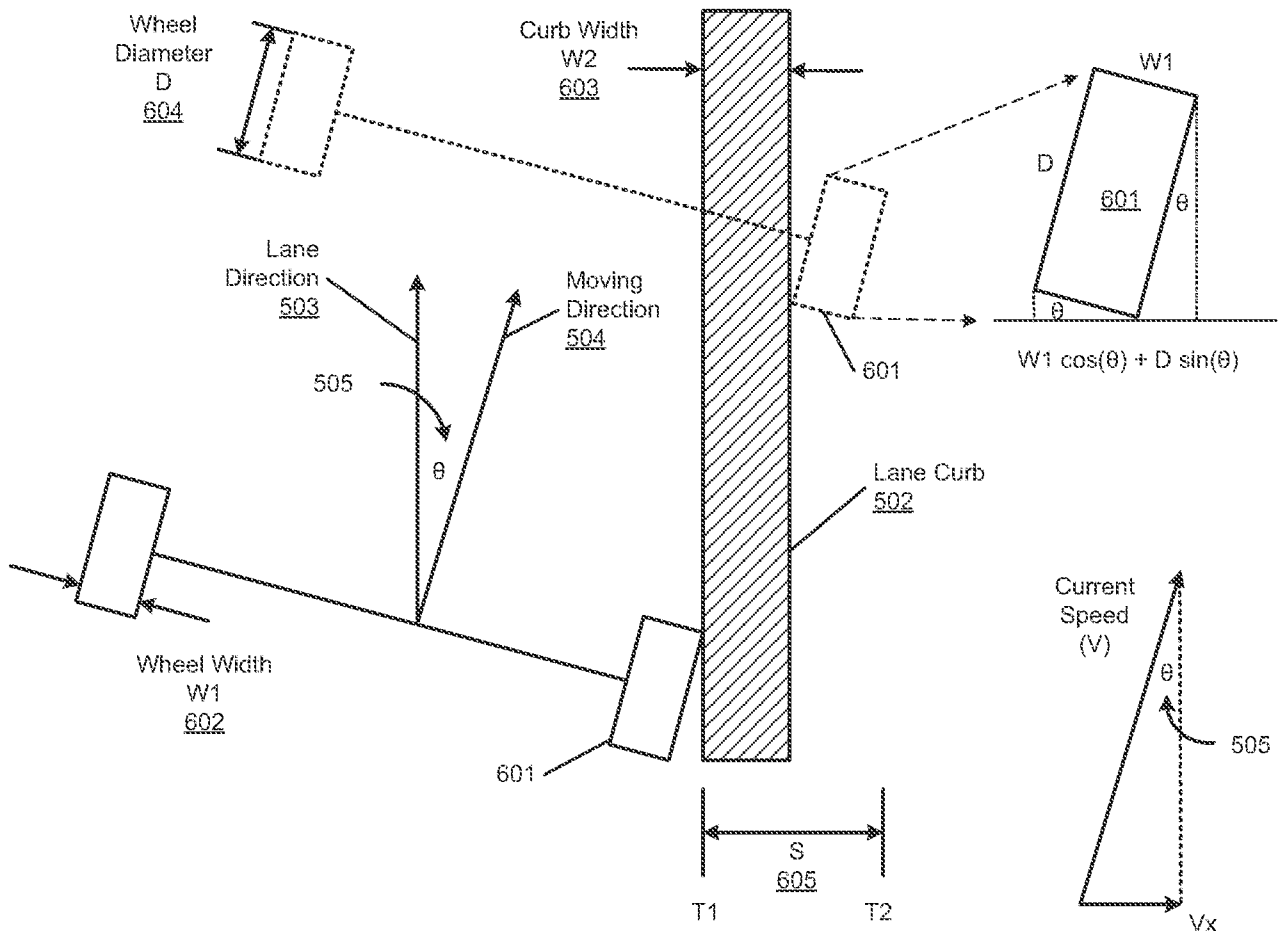 Wheel
Diameter
D
604
Curb Width
W2
603
W1
D
601
θ
θ
W1 cos(θ) + D sin(θ)
601
Lane
Direction
503
Moving
Direction
504
505
θ
Lane Curb
502
Wheel Width
W1
602
601
S
605
T1
T2
Current
Speed
(V)
θ
505
Vx